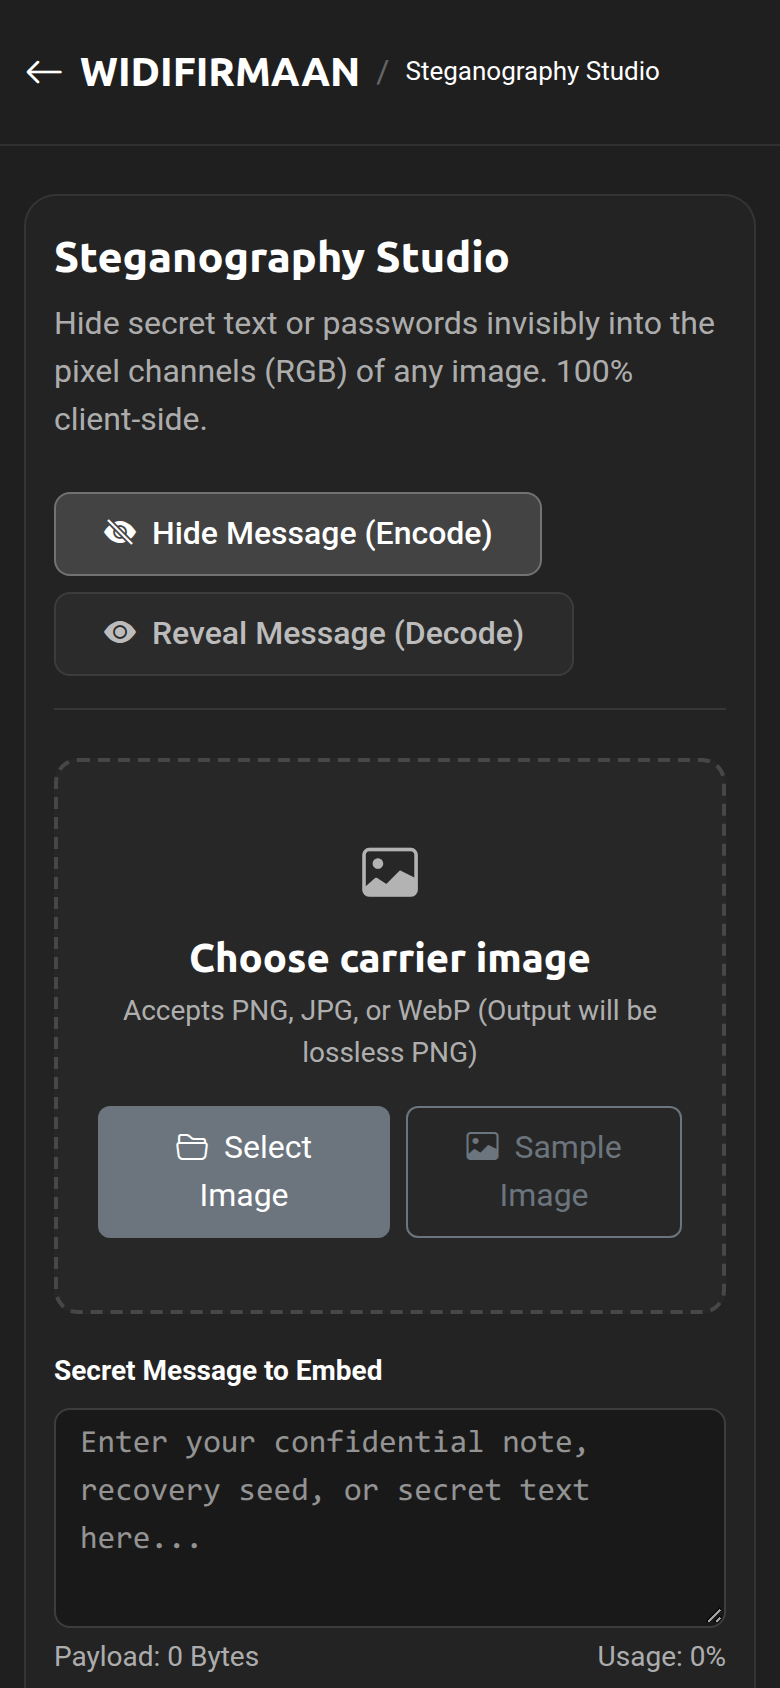 WIDIFIRMAAN / Steganography Studio
Steganography Studio
Hide secret text or passwords invisibly into the
pixel channels (RGB) of any image. 100%
client-side.
Hide Message (Encode)
Reveal Message (Decode)
Choose carrier image
Accepts PNG, JPG, or WebP (Output will be
lossless PNG)
Select
Image
Sample
Image
Secret Message to Embed
Enter your confidential note,
recovery seed, or secret text
here...
Payload: 0 Bytes
Usage: 0%